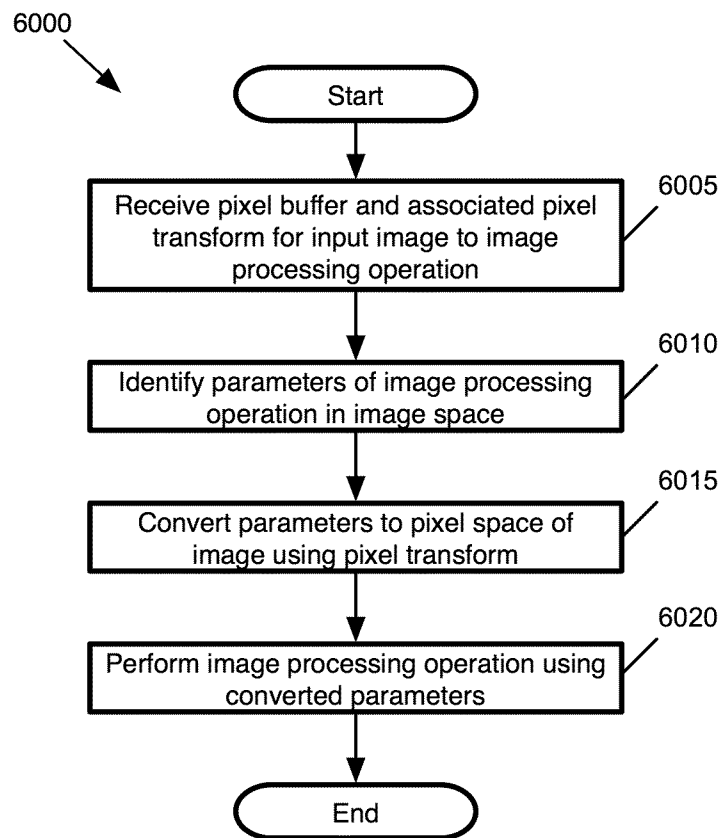 6000
Start
6005
Receive pixel buffer and associated pixel
transform for input image to image
processing operation
6010
Identify parameters of image processing
operation in image space
6015
Convert parameters to pixel space of
image using pixel transform
6020
Perform image processing operation using
converted parameters
End